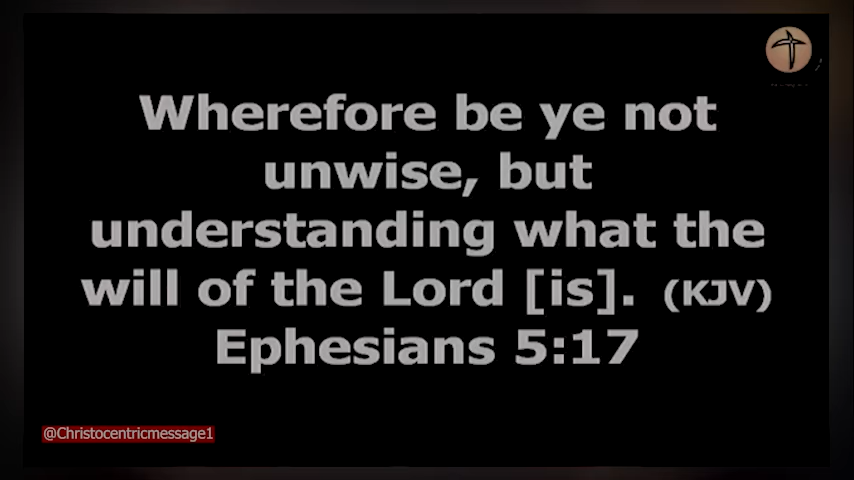 Wherefore be ye not
unwise, but
understanding what the
will of the Lord [is]. (KJV)
Ephesians 5:17
@Christocentricmessage1